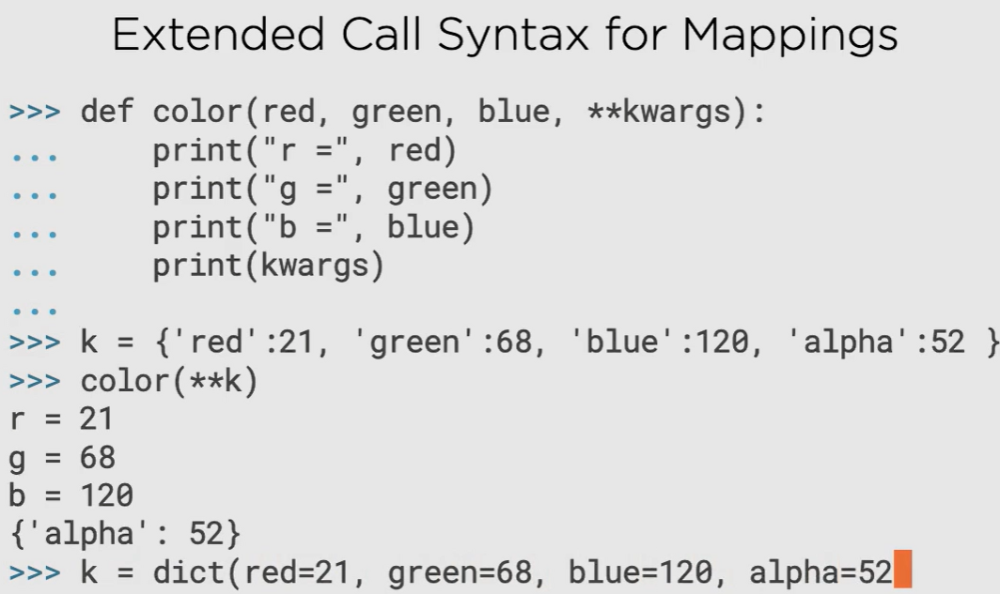 Extended Call Syntax for Mappings
>>> def color(red, green, blue, **kwargs):
...     print("r =", red)
...     print("g =", green)
...     print("b =", blue)
...     print(kwargs)
...
>>> k = {'red':21, 'green':68, 'blue':120, 'alpha':52 }
>>> color(**k)
r = 21
g = 68
b = 120
{'alpha': 52}
>>> k = dict(red=21, green=68, blue=120, alpha=52